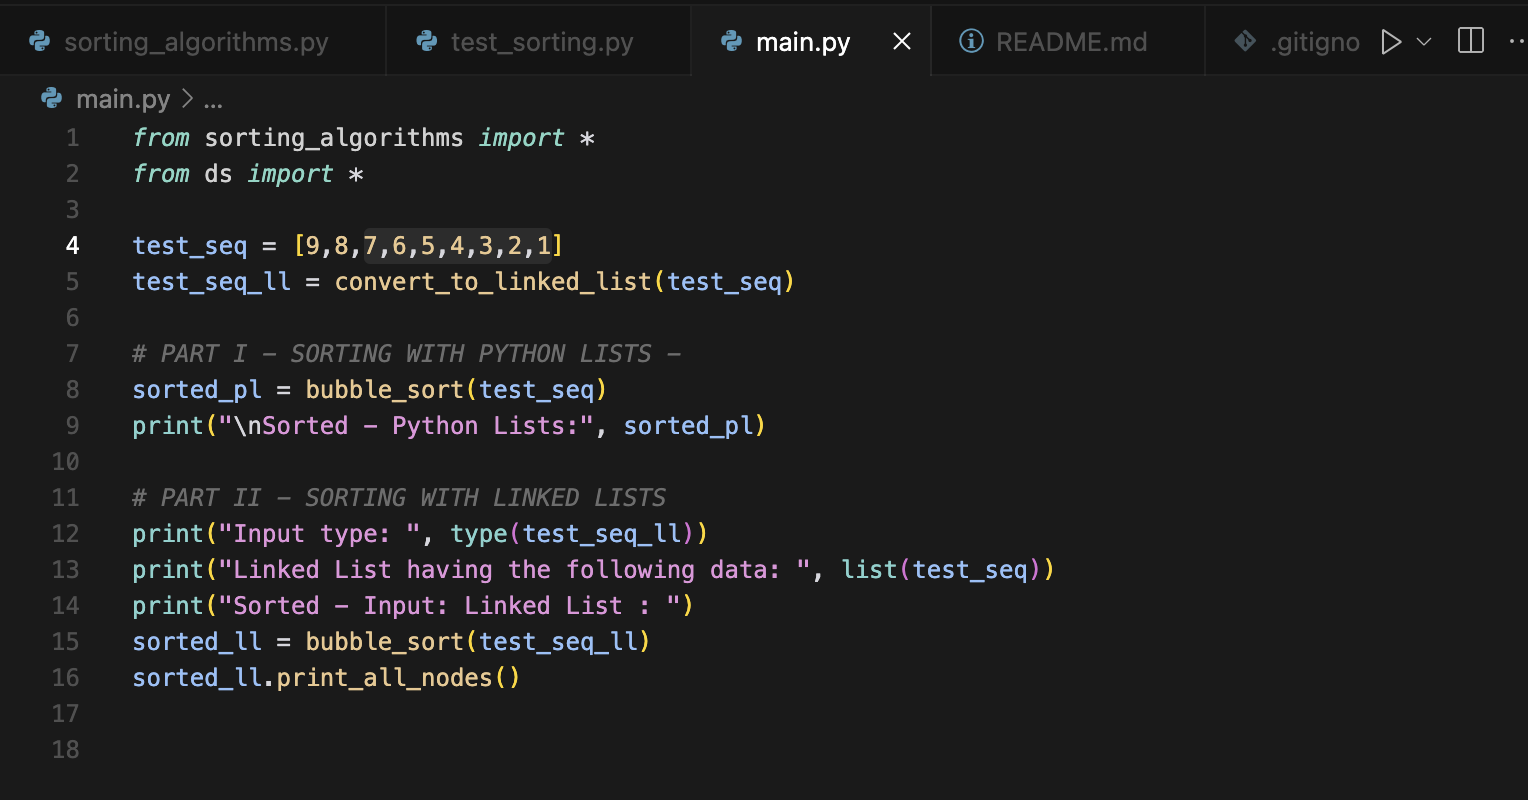 sorting_algorithms.py test_sorting.py main.py README.md .gitigno
main.py > ...
1 from sorting_algorithms import *
2 from ds import *
3
4 test_seq = [9,8,7,6,5,4,3,2,1]
5 test_seq_ll = convert_to_linked_list(test_seq)
6
7 # PART I - SORTING WITH PYTHON LISTS -
8 sorted_pl = bubble_sort(test_seq)
9 print("\nSorted - Python Lists:", sorted_pl)
10
11 # PART II - SORTING WITH LINKED LISTS
12 print("Input type: ", type(test_seq_ll))
13 print("Linked List having the following data: ", list(test_seq))
14 print("Sorted - Input: Linked List : ")
15 sorted_ll = bubble_sort(test_seq_ll)
16 sorted_ll.print_all_nodes()
17
18